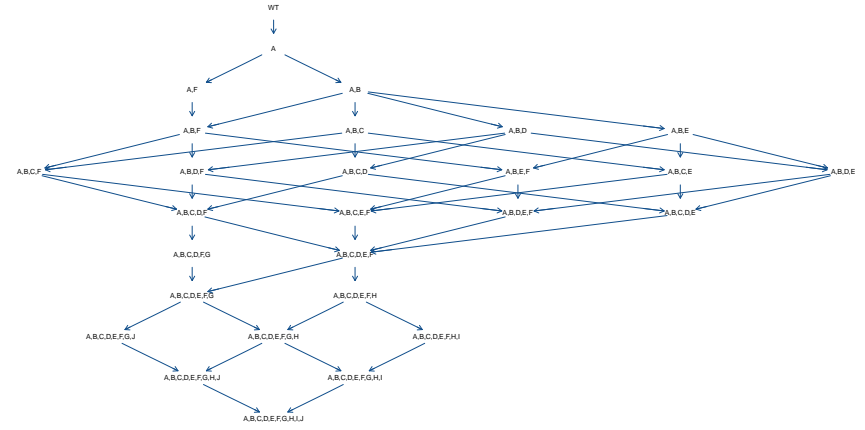 WT
A
A,F
A,B
A,B,F
A,B,C
A,B,D
A,B,E
A,B,C,F
A,B,D,F
A,B,C,D
A,B,E,F
A,B,C,E
A,B,D,E
A,B,C,D,F
A,B,C,E,F
A,B,D,E,F
A,B,C,D,E
A,B,C,D,F,G
A,B,C,D,E,F
A,B,C,D,E,F,G
A,B,C,D,E,F,H
A,B,C,D,E,F,G,J
A,B,C,D,E,F,G,H
A,B,C,D,E,F,H,I
A,B,C,D,E,F,G,H,J
A,B,C,D,E,F,G,H,I
A,B,C,D,E,F,G,H,I,J